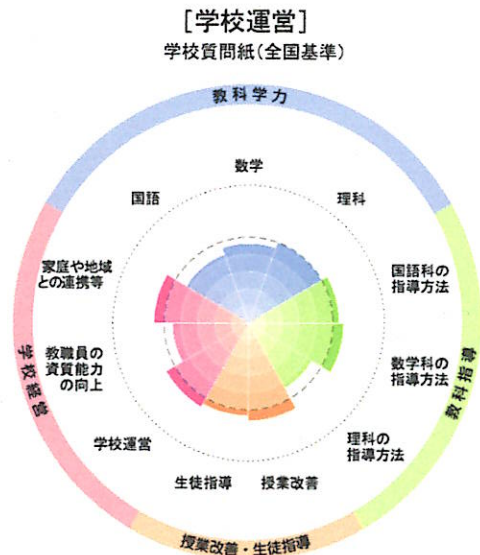 [学校運営]
学校質問紙(全国基準)
教科学力
数学
国語
理科
家庭や地域
との連携等
国語科の
指導方法
教職員の
資質能力
の向上
数学科の
指導方法
学校経営
教科指導
学校運営
理科の
指導方法
生徒指導
授業改善
授業改善・生徒指導